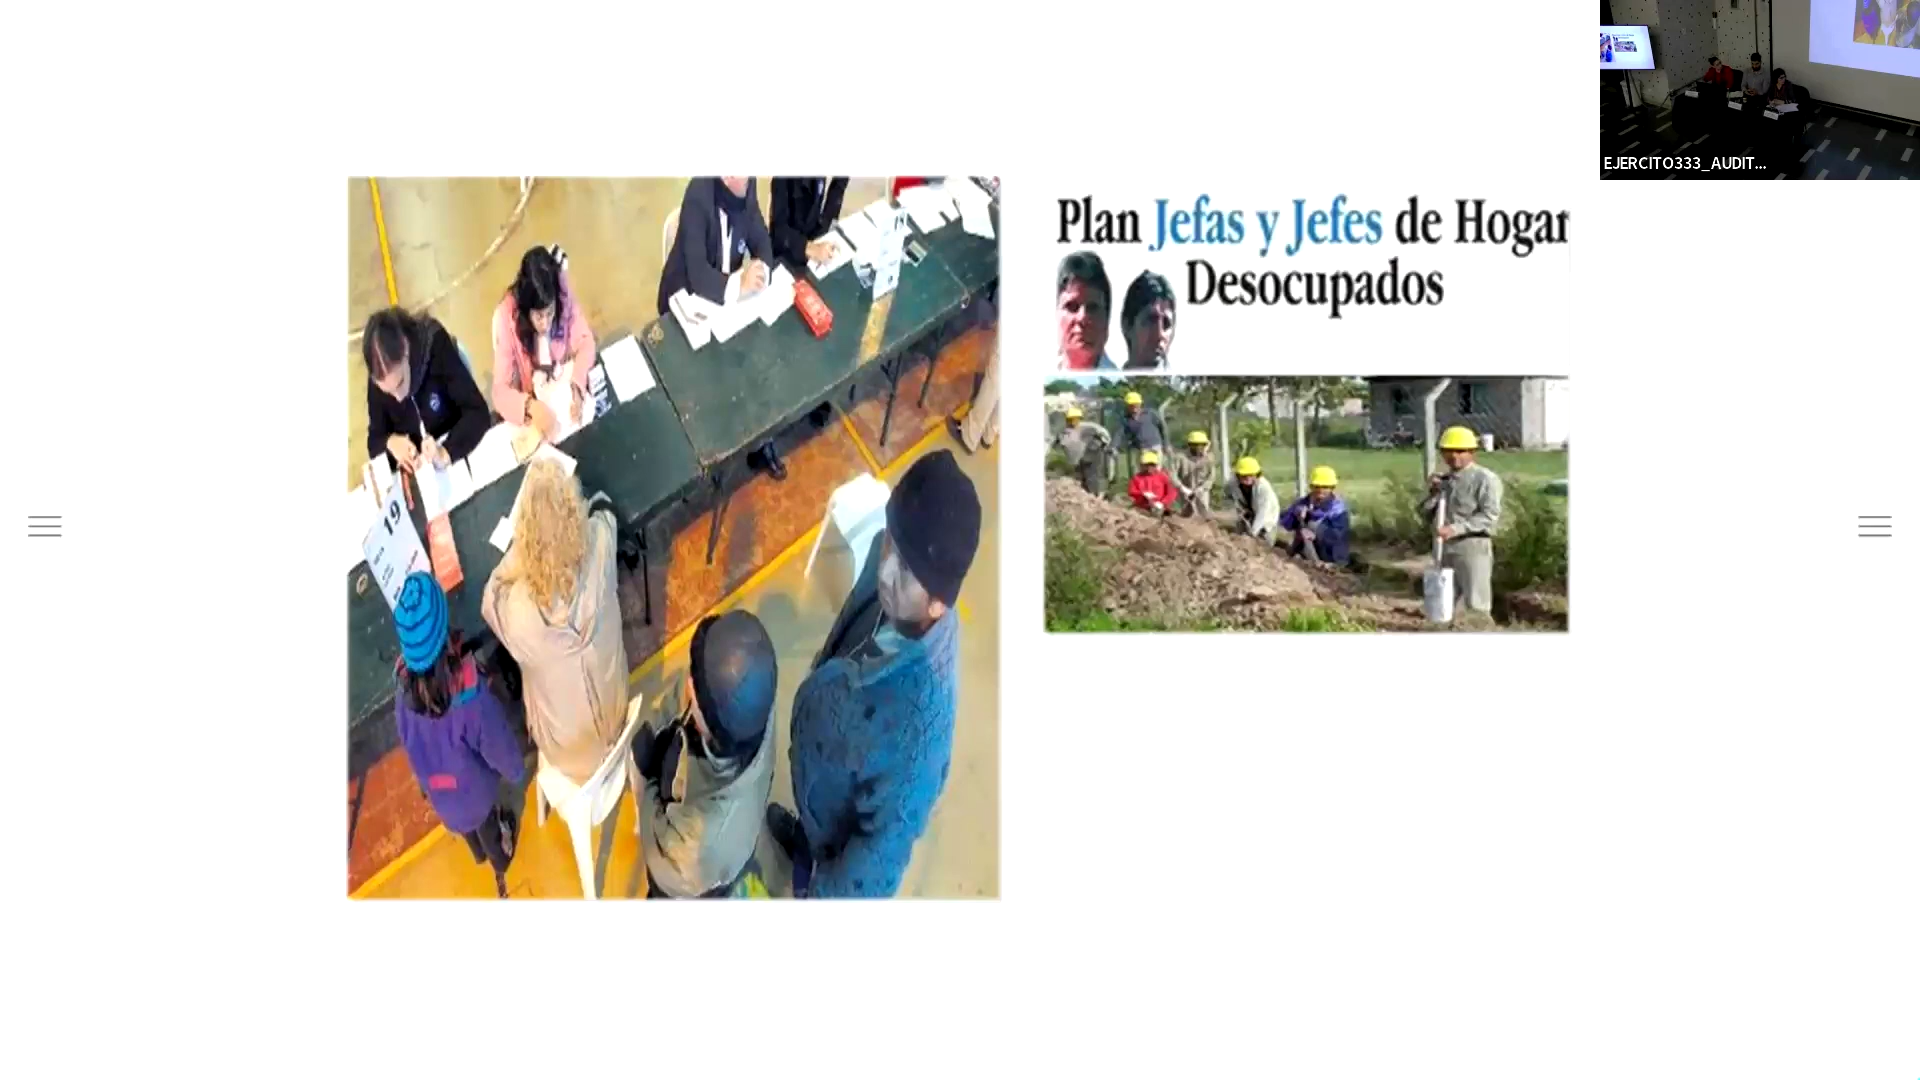 EJERCITO333_AUDIT...
Plan Jefas y Jefes de Hogar
Desocupados
19